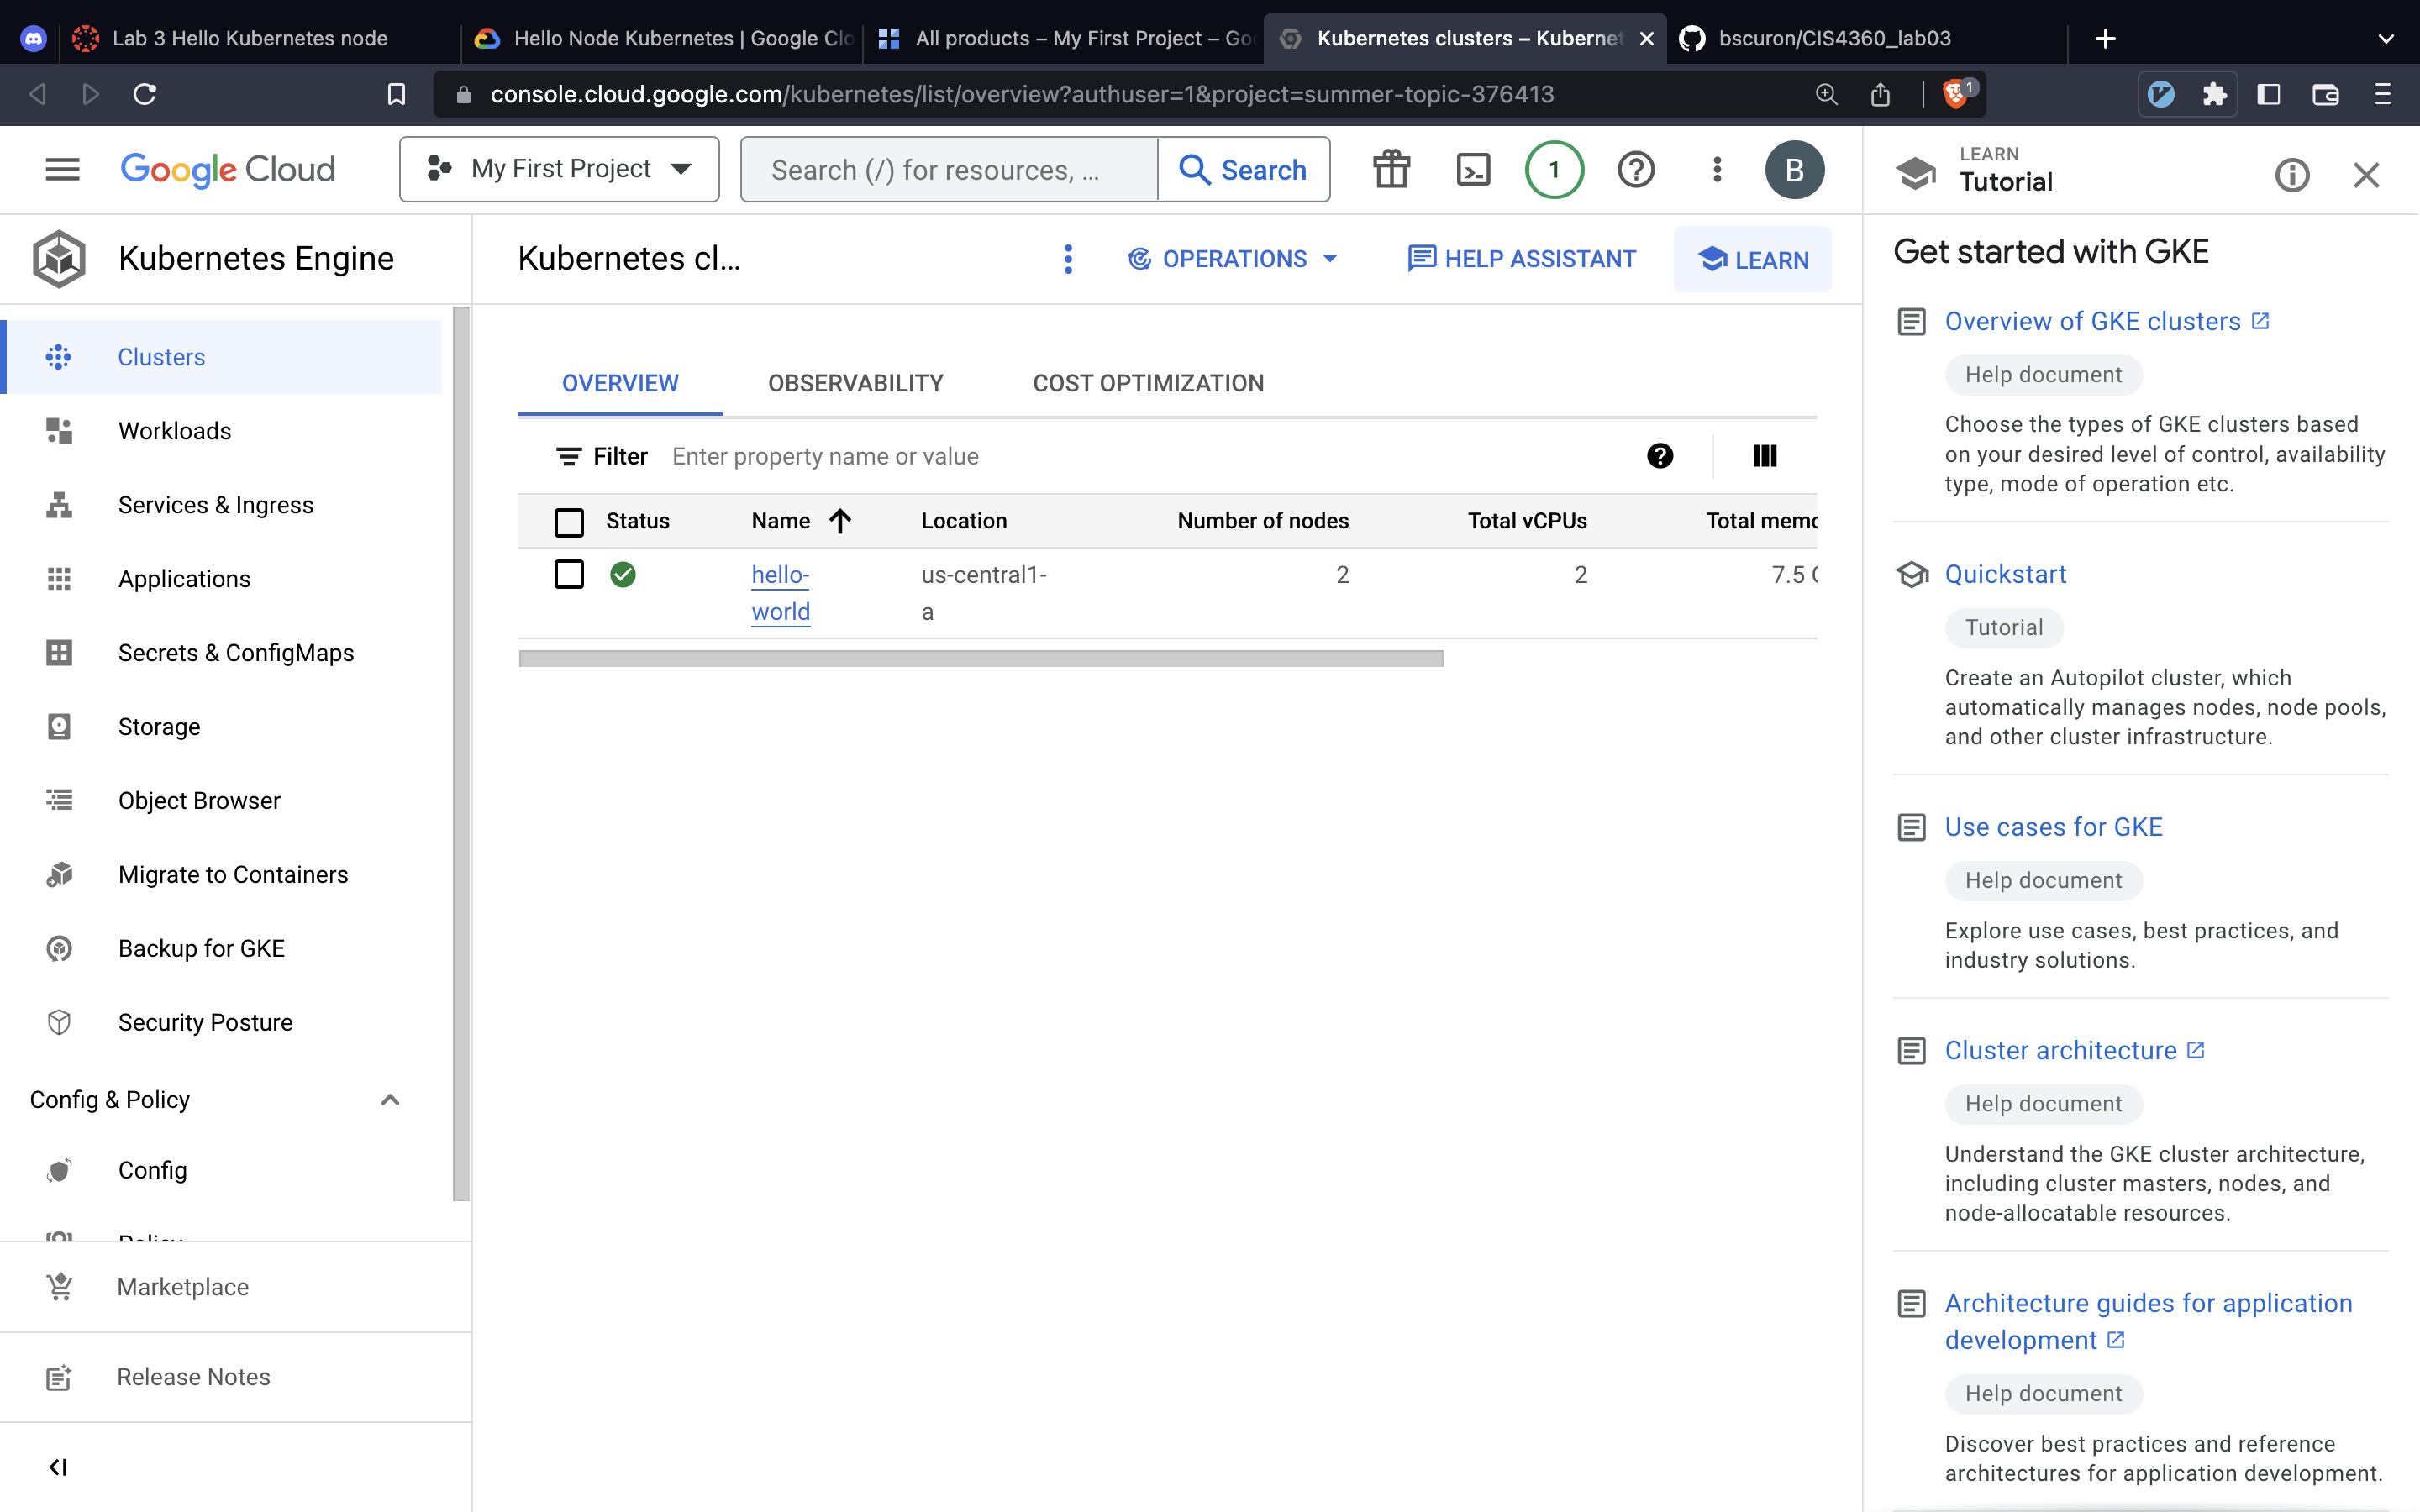 Lab 3 Hello Kubernetes node
Hello Node Kubernetes | Google Clo
All products – My First Project – Goo
Kubernetes clusters – Kubernet
bscuron/CIS4360_lab03
console.cloud.google.com/kubernetes/list/overview?authuser=1&project=summer-topic-376413
1
Google Cloud
My First Project
Search (/) for resources, ...
Search
1
B
LEARN
Tutorial
Kubernetes Engine
Kubernetes cl...
OPERATIONS
HELP ASSISTANT
LEARN
Clusters
Workloads
Services & Ingress
Applications
Secrets & ConfigMaps
Storage
Object Browser
Migrate to Containers
Backup for GKE
Security Posture
Config & Policy
Config
Policy
Marketplace
Release Notes
OVERVIEW
OBSERVABILITY
COST OPTIMIZATION
Filter
Enter property name or value
Status
Name
Location
Number of nodes
Total vCPUs
Total memo
hello-
world
us-central1-
a
2
2
7.5 G
Get started with GKE
Overview of GKE clusters
Help document
Choose the types of GKE clusters based
on your desired level of control, availability
type, mode of operation etc.
Quickstart
Tutorial
Create an Autopilot cluster, which
automatically manages nodes, node pools,
and other cluster infrastructure.
Use cases for GKE
Help document
Explore use cases, best practices, and
industry solutions.
Cluster architecture
Help document
Understand the GKE cluster architecture,
including cluster masters, nodes, and
node-allocatable resources.
Architecture guides for application
development
Help document
Discover best practices and reference
architectures for application development.